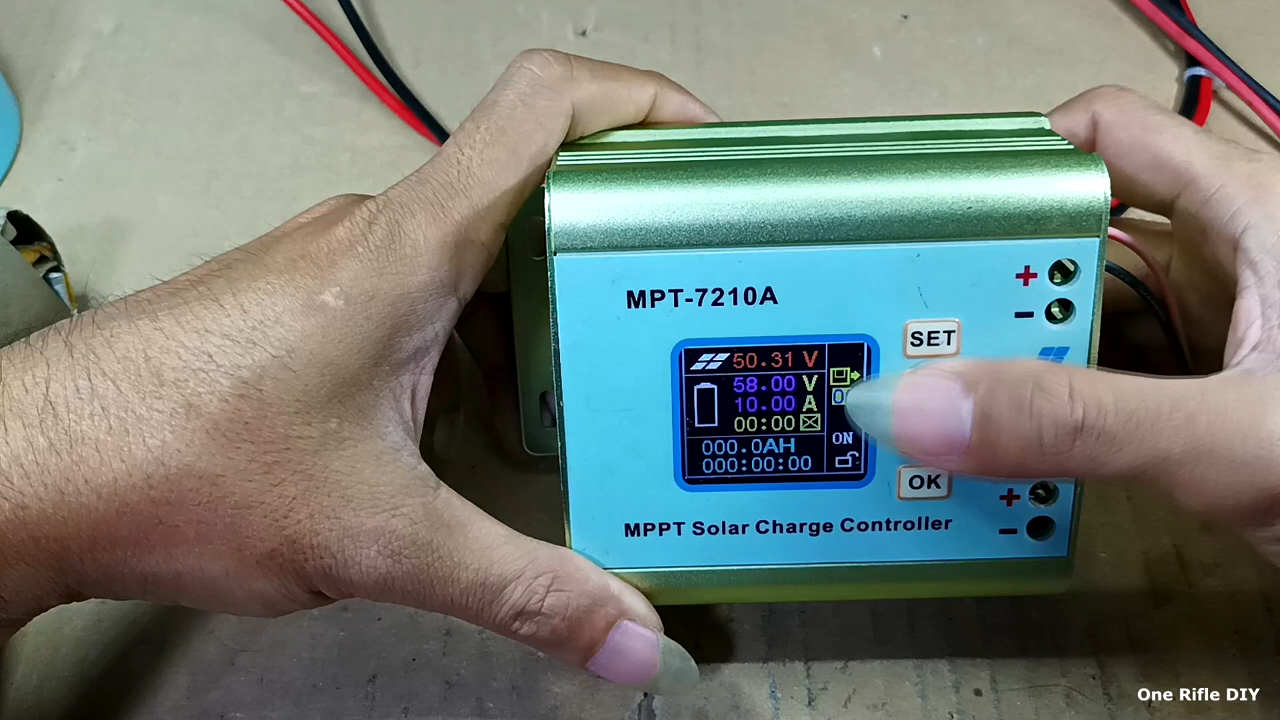 MPT-7210A
+
-
SET
50.31 V
58.00 V
10.00 A
00:00
000.0AH
000:00:00
ON
OK
+
-
MPPT Solar Charge Controller
One Rifle DIY